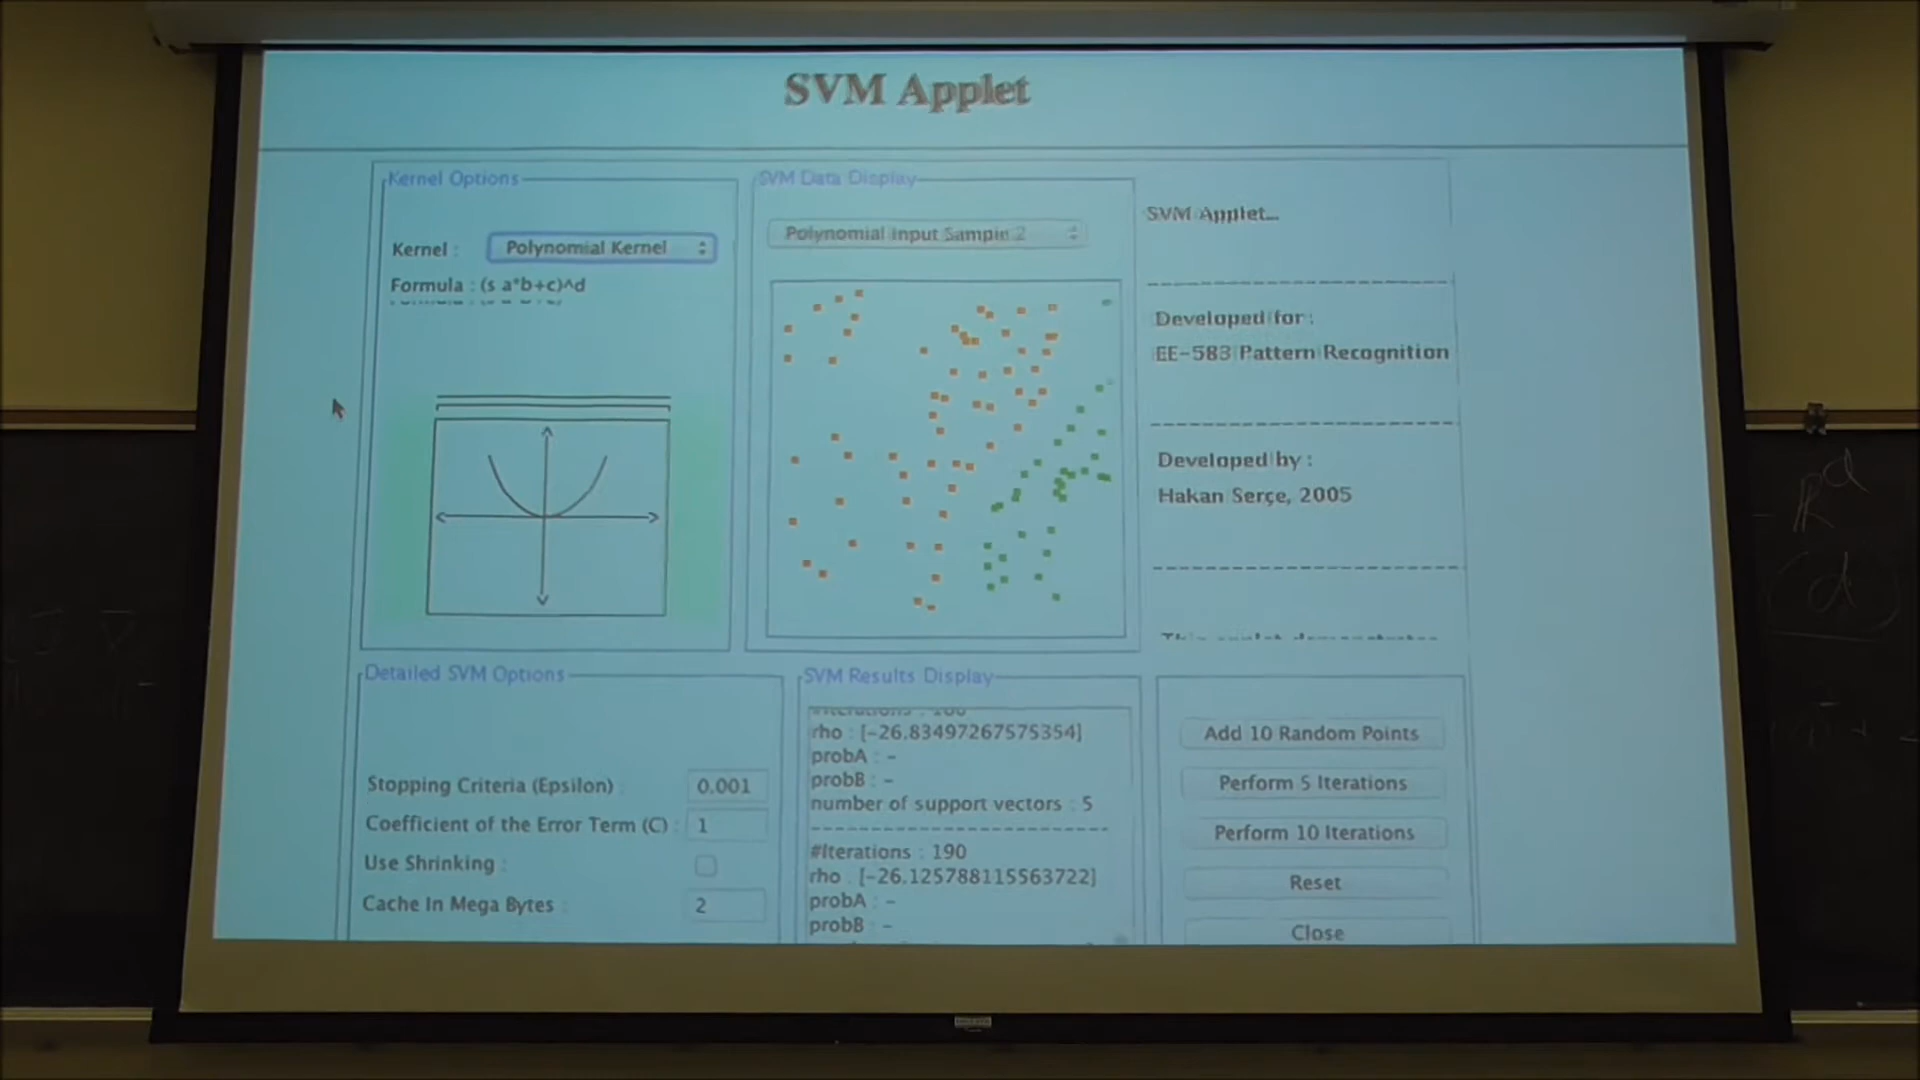 SVM Applet
Kernel Options
Kernel :
Polynomial Kernel
Formula : (s a*b+c)^d
SVM Data Display
Polynomial Input Sample 2
SVM Applet...
Developed for :
EE-583 Pattern Recognition
Developed by :
Hakan Serçe, 2005
Detailed SVM Options
Stopping Criteria (Epsilon) :
0.001
Coefficient of the Error Term (C) :
1
Use Shrinking :
Cache In Mega Bytes :
2
SVM Results Display
rho : [-26.83497267575354]
probA : -
probB : -
number of support vectors : 5
#Iterations : 190
rho : [-26.125788115563722]
probA : -
probB : -
Add 10 Random Points
Perform 5 Iterations
Perform 10 Iterations
Reset
Close